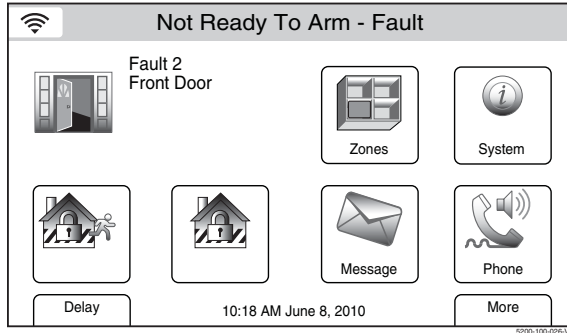 Not Ready To Arm - Fault
Fault 2
Front Door
Zones
System
Message
Phone
Delay
10:18 AM June 8, 2010
More